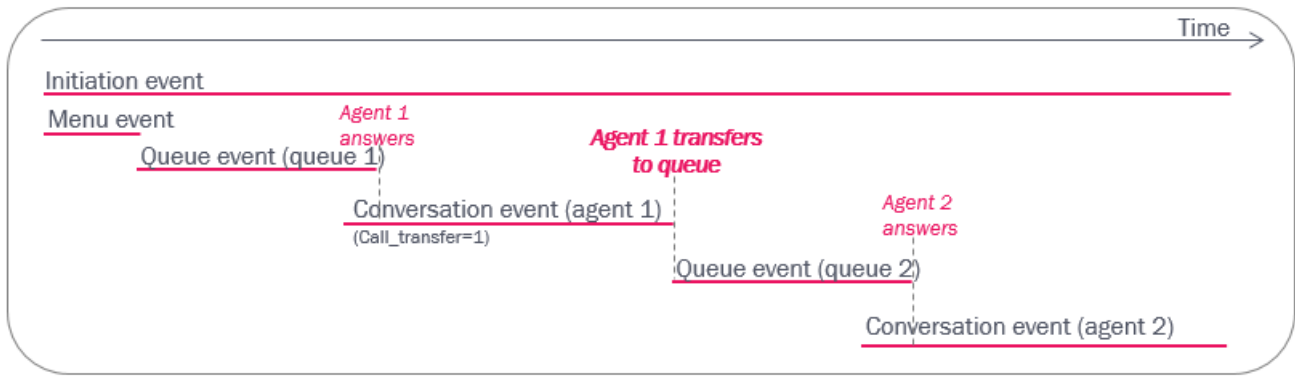 Time
Initiation event
Menu event
Agent 1
answers
Queue event (queue 1)
Agent 1 transfers
to queue
Conversation event (agent 1)
(Call_transfer=1)
Agent 2
answers
Queue event (queue 2)
Conversation event (agent 2)